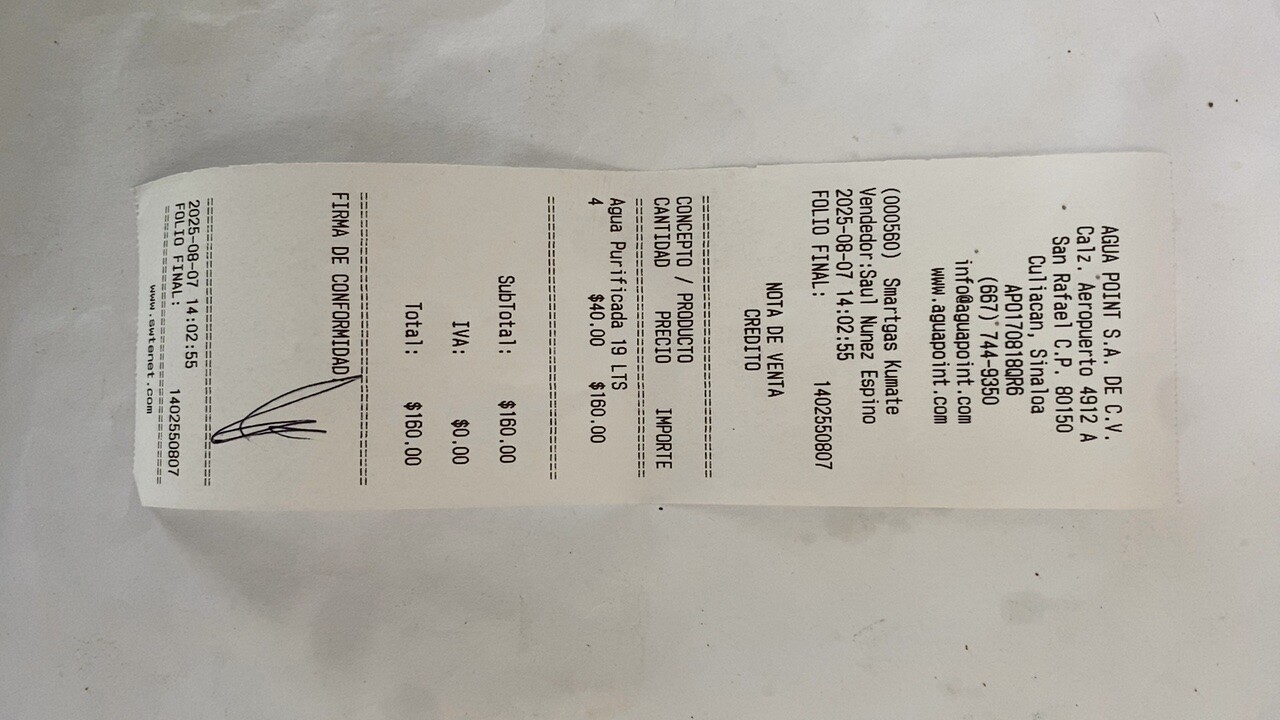 AGUA POINT S.A. DE C.V.
Calz. Aeropuerto 4912 A
San Rafael C.P. 80150
Culiacan, Sinaloa
APO170818QR6
(667) 744-9350
info@aguapoint.com
www.aguapoint.com
(000560) Smartgas Kumate
Vendedor:Saul Nunez Espino
2025-08-07 14:02:55
FOLIO FINAL: 1402550807
NOTA DE VENTA
CREDITO
===================================
CONCEPTO / PRODUCTO
CANTIDAD PRECIO IMPORTE
===================================
Agua Purificada 19 LTS
4 $40.00 $160.00
===================================
SubTotal: $160.00
IVA: $0.00
Total: $160.00
===================================
FIRMA DE CONFORMIDAD
===================================
2025-08-07 14:02:55
FOLIO FINAL: 1402550807
===================================
www.gwtenet.com